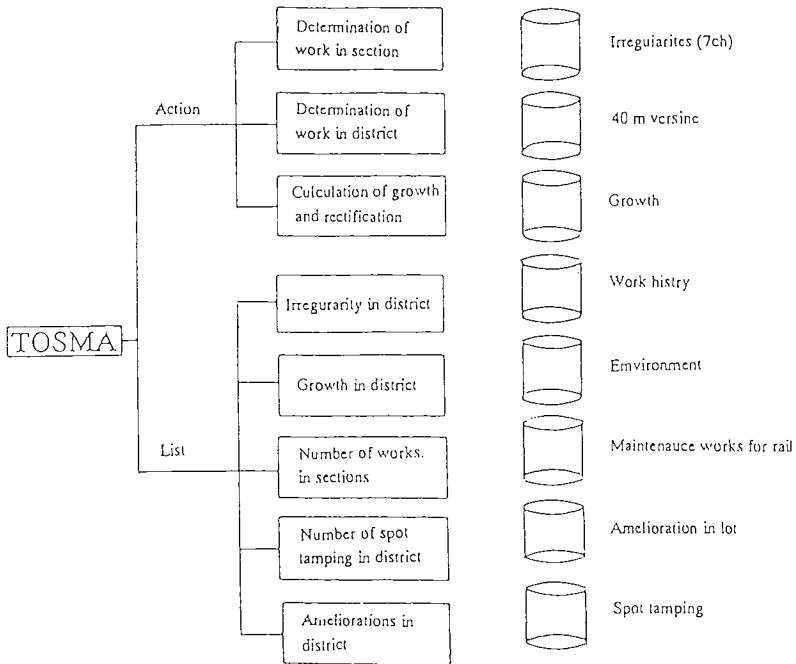 Determination of
work in section
Irreguiarites (7ch)
Action
Determination of
work in district
40 m versine
Culculation of growth
and rectification
Growth
Irregurarity in district
Work histry
TOSMA
Growth in district
Emvironment
List
Number of works.
in sections
Maintenauce works for rail
Number of spot
tamping in district
Amelioration in lot
Ameliorations in
district
Spot tamping